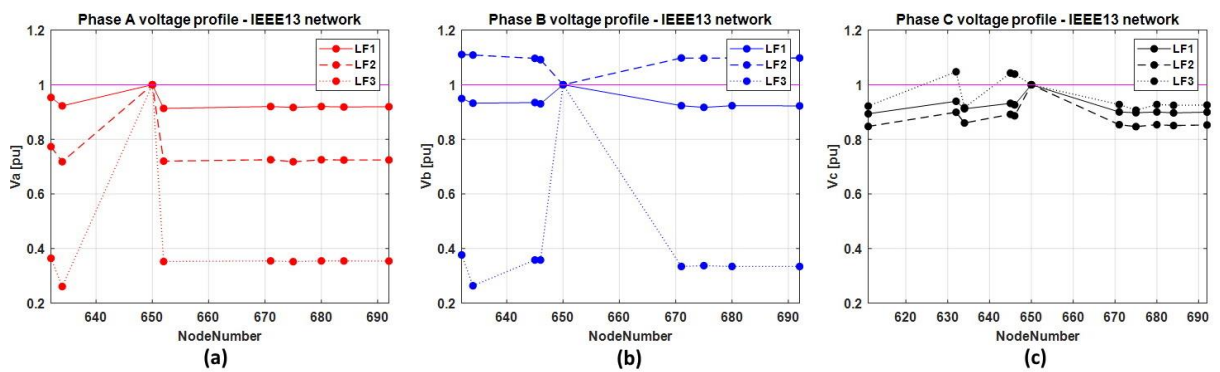 Phase A voltage profile - IEEE13 network
1.2
1
0.8
0.6
0.4
0.2
Va [pu]
LF1
LF2
LF3
640 650 660 670 680 690
NodeNumber
(a)
Phase B voltage profile - IEEE13 network
1.2
1
0.8
0.6
0.4
0.2
Vb [pu]
LF1
LF2
LF3
640 650 660 670 680 690
NodeNumber
(b)
Phase C voltage profile - IEEE13 network
1.2
1
0.8
0.6
0.4
0.2
Vc [pu]
LF1
LF2
LF3
620 630 640 650 660 670 680 690
NodeNumber
(c)